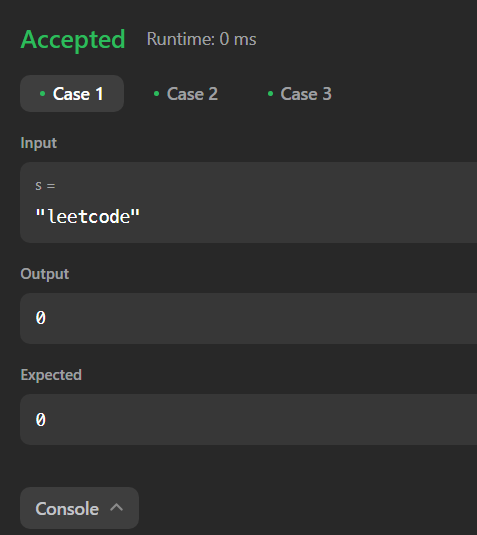 Accepted Runtime: 0 ms
Case 1 Case 2 Case 3
Input
s =
"leetcode"
Output
0
Expected
0
Console